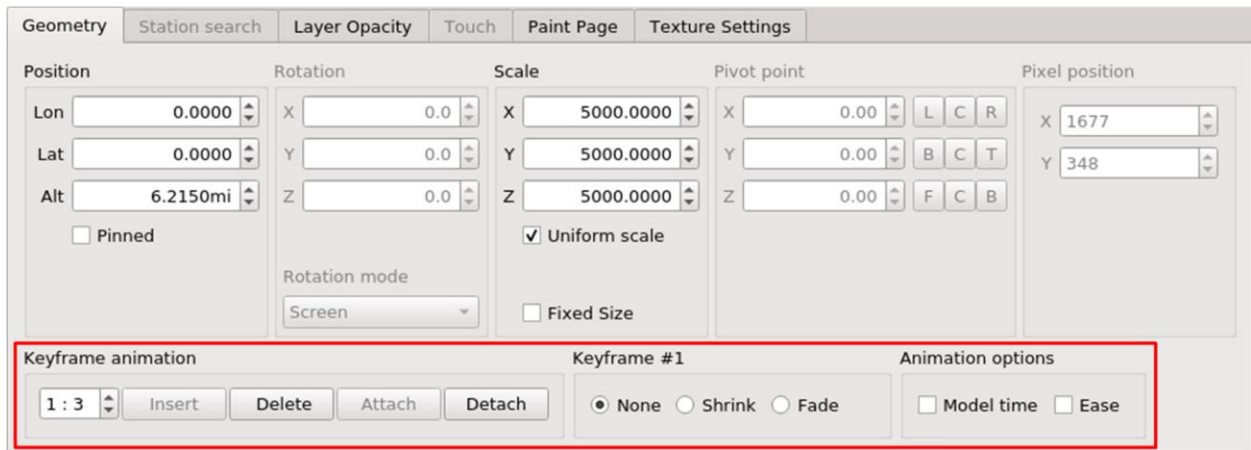 Geometry Station search Layer Opacity Touch Paint Page Texture Settings
Position Rotation Scale Pivot point Pixel position
Lon 0.0000 X 0.0 X 5000.0000 X 0.00 L C R X 1677
Lat 0.0000 Y 0.0 Y 5000.0000 Y 0.00 B C T Y 348
Alt 6.2150mi Z 0.0 Z 5000.0000 Z 0.00 F C B
Pinned Uniform scale
Rotation mode
Screen Fixed Size
Keyframe animation Keyframe #1 Animation options
1 : 3 Insert Delete Attach Detach None Shrink Fade Model time Ease